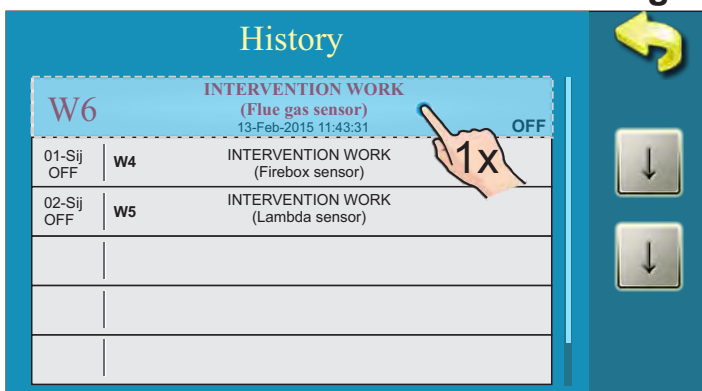 History
W6
INTERVENTION WORK
(Flue gas sensor)
13-Feb-2015 11:43:31
OFF
1x
01-Sij
OFF
W4
INTERVENTION WORK
(Firebox sensor)
02-Sij
OFF
W5
INTERVENTION WORK
(Lambda sensor)